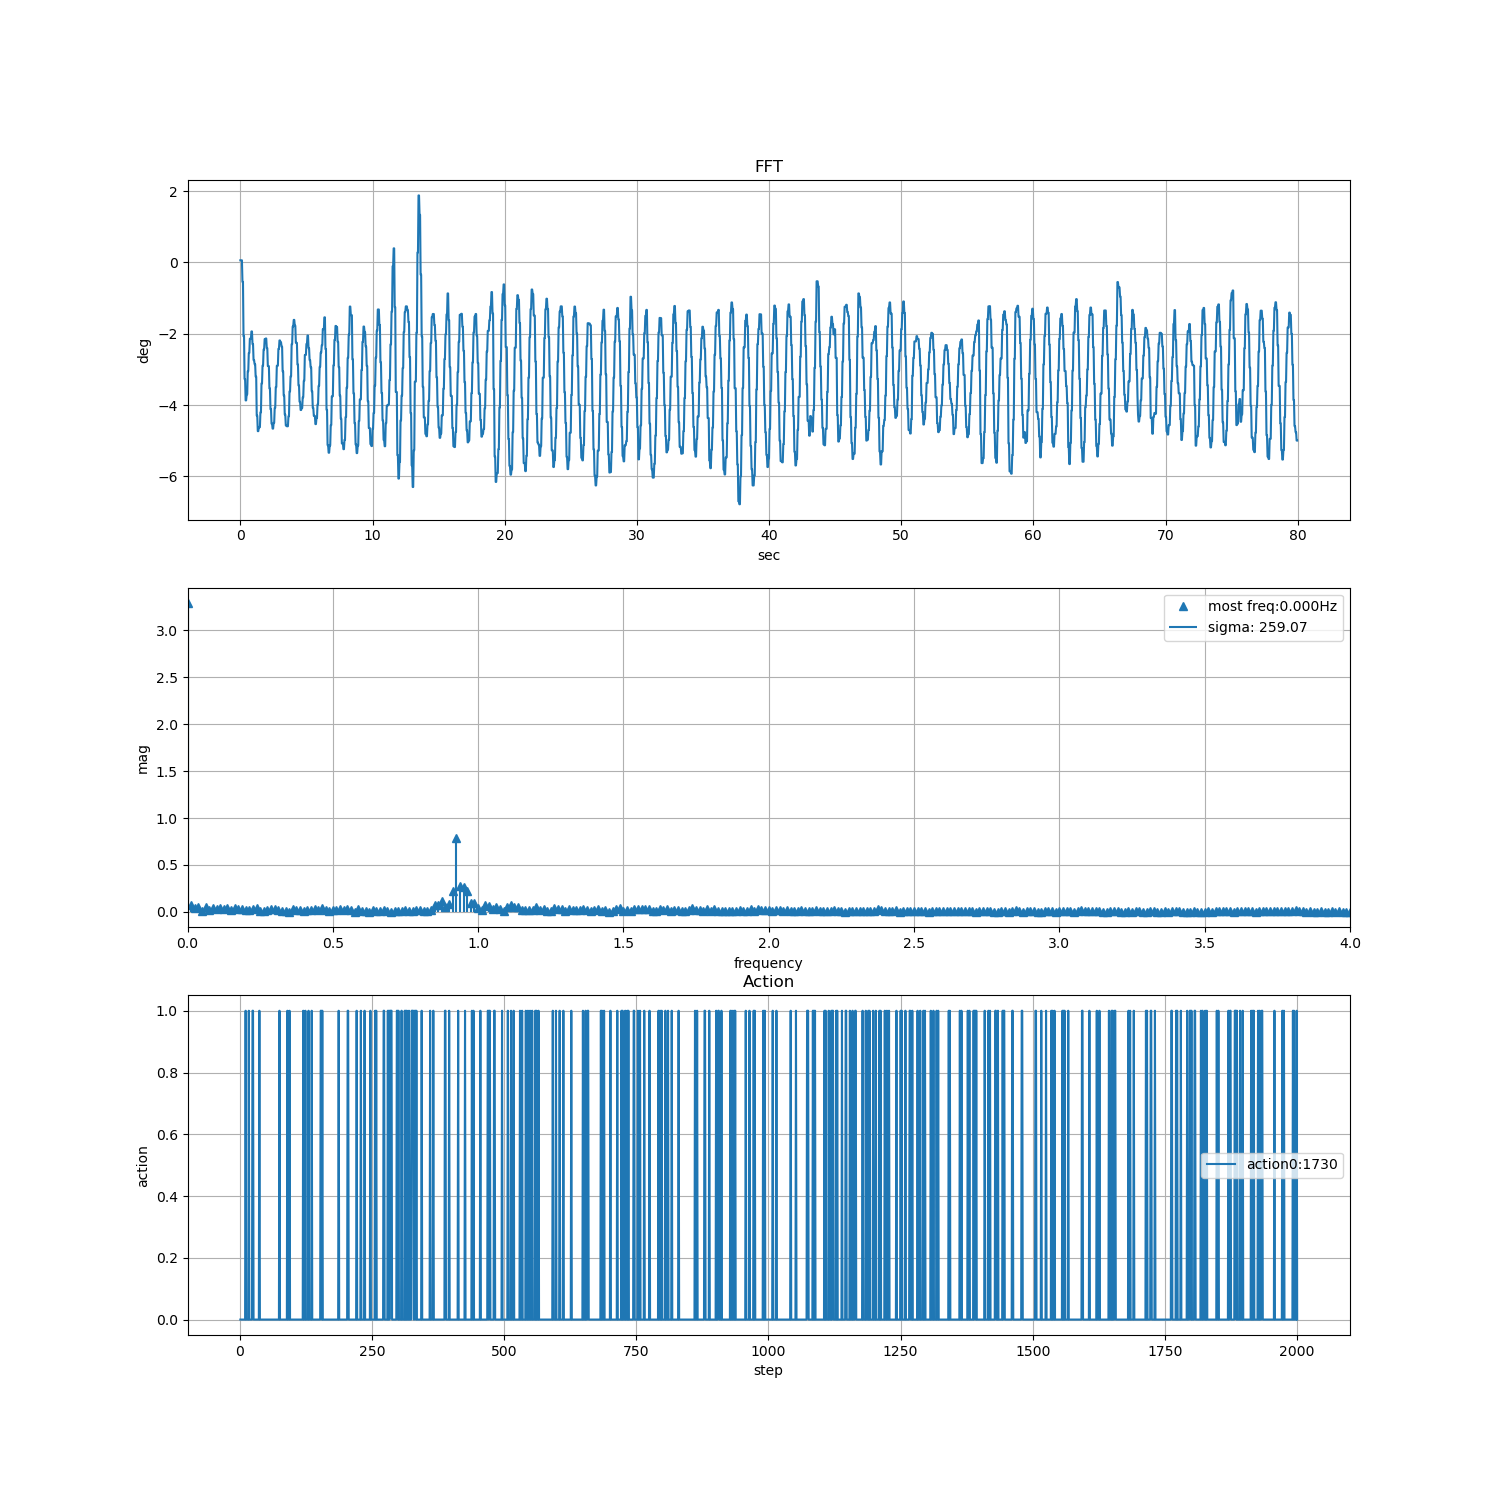 FFT
2
0
−2
−4
−6
deg
0 10 20 30 40 50 60 70 80
sec
most freq:0.000Hz
sigma: 259.07
3.0
2.5
2.0
1.5
1.0
0.5
0.0
mag
0.0 0.5 1.0 1.5 2.0 2.5 3.0 3.5 4.0
frequency
Action
1.0
0.8
0.6
0.4
0.2
0.0
action
action0:1730
0 250 500 750 1000 1250 1500 1750 2000
step